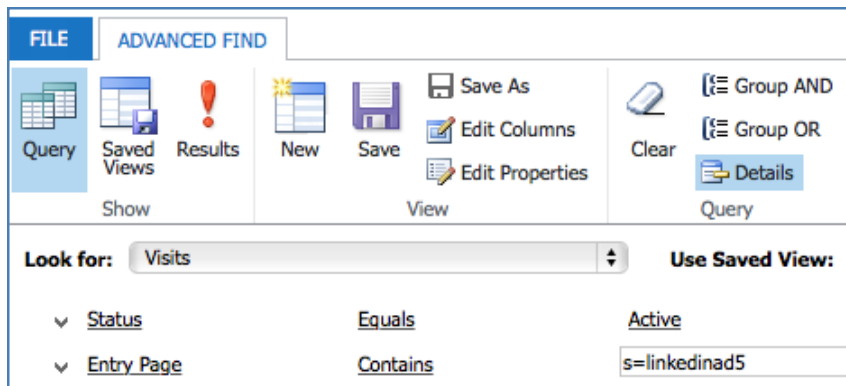 FILE ADVANCED FIND
Query
Saved Views
Results
New
Save
Save As
Edit Columns
Edit Properties
Clear
Group AND
Group OR
Details
Show View Query
Look for: Visits Use Saved View:
Status Equals Active
Entry Page Contains s=linkedinad5